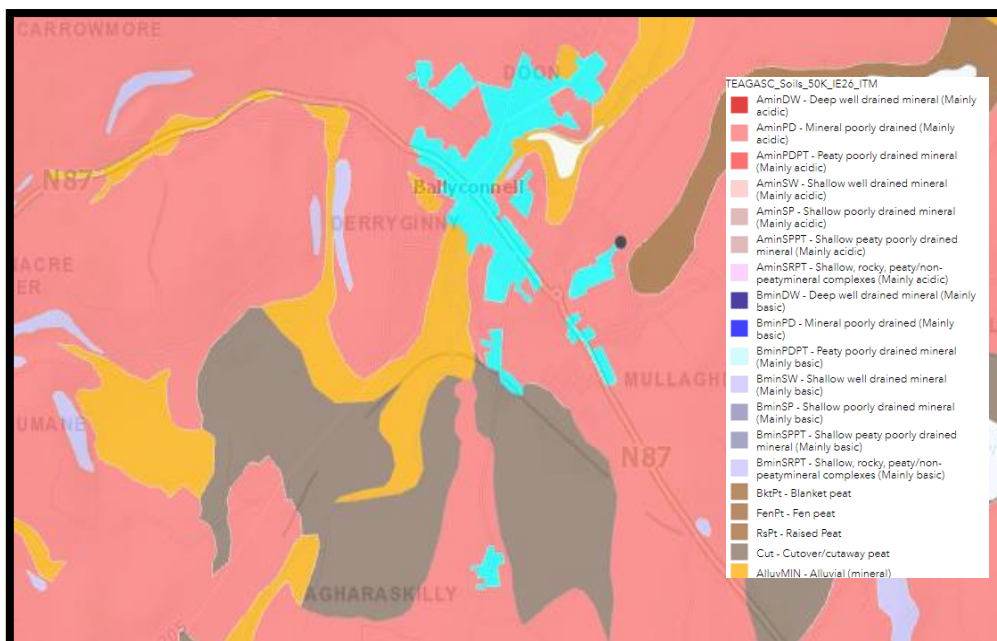 CARROWMORE
DOON
N87
Ballyconnell
DERRYGINNY
MULLAGH
N87
UMANE
AGHARASKILLY
ACRE
ER
TEAGASC_Soils_50K_IE26_ITM
AminDW - Deep well drained mineral (Mainly
acidic)
AminPD - Mineral poorly drained (Mainly
acidic)
AminPDPT - Peaty poorly drained mineral
(Mainly acidic)
AminSW - Shallow well drained mineral
(Mainly acidic)
AminSP - Shallow poorly drained mineral
(Mainly acidic)
AminSPPT - Shallow peaty poorly drained
mineral (Mainly acidic)
AminSRPT - Shallow, rocky, peaty/non-
peatymineral complexes (Mainly acidic)
BminDW - Deep well drained mineral (Mainly
basic)
BminPD - Mineral poorly drained (Mainly
basic)
BminPDPT - Peaty poorly drained mineral
(Mainly basic)
BminSW - Shallow well drained mineral
(Mainly basic)
BminSP - Shallow poorly drained mineral
(Mainly basic)
BminSPPT - Shallow peaty poorly drained
mineral (Mainly basic)
BminSRPT - Shallow, rocky, peaty/non-
peatymineral complexes (Mainly basic)
BktPt - Blanket peat
FenPt - Fen peat
RsPt - Raised Peat
Cut - Cutover/cutaway peat
AlluvMIN - Alluvial (mineral)